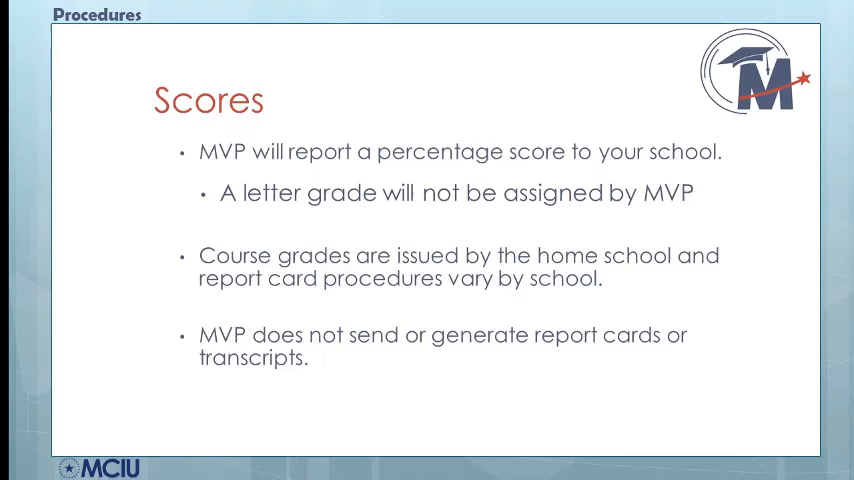 Procedures
M
Scores
• MVP will report a percentage score to your school.
• A letter grade will not be assigned by MVP
• Course grades are issued by the home school and
report card procedures vary by school.
• MVP does not send or generate report cards or
transcripts.
MCIU